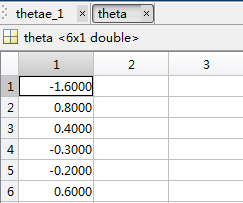 thetae_1 × theta ×
theta <6x1 double>
1 2 3
1 -1.6000
2 0.8000
3 0.4000
4 -0.3000
5 -0.2000
6 0.6000